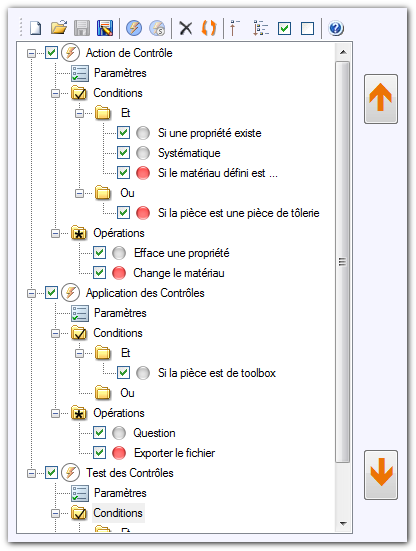 Action de Contrôle
Paramètres
Conditions
Et
Si une propriété existe
Systématique
Si le matériau défini est ...
Ou
Si la pièce est une pièce de tôlerie
Opérations
Efface une propriété
Change le matériau
Application des Contrôles
Paramètres
Conditions
Et
Si la pièce est de toolbox
Ou
Opérations
Question
Exporter le fichier
Test des Contrôles
Paramètres
Conditions
Et